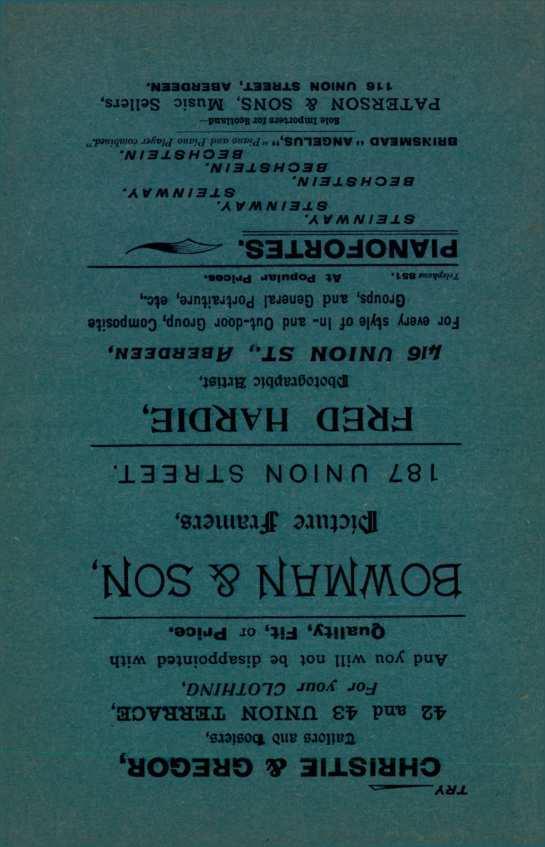 TRY
CHRISTIE & GREGOR,
Tailors and Hosiers,
42 and 43 UNION TERRACE,
For your CLOTHING,
And you will not be disappointed with
Quality, Fit, or Price.
BOWMAN & SON,
Picture Framers,
187 UNION STREET.
FRED HARDIE,
Photographic Artist,
416 UNION ST., ABERDEEN,
For every style of In- and Out-door Group, Composite
Groups, and General Portraiture, etc.,
Telephone 851. At Popular Prices.
PIANOFORTES.
STEINWAY.
STEINWAY.
STEINWAY.
BECHSTEIN.
BECHSTEIN.
BECHSTEIN.
BRINSMEAD "ANGELUS," "Piano and Piano Player combined."
Sole Importers for Scotland—
PATERSON & SONS, Music Sellers,
116 UNION STREET, ABERDEEN.